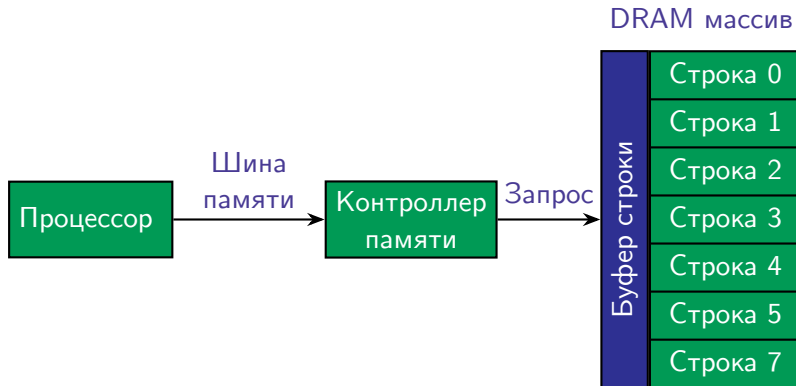 DRAM массив
Процессор
Шина
памяти
Контроллер
памяти
Запрос
Буфер строки
Строка 0
Строка 1
Строка 2
Строка 3
Строка 4
Строка 5
Строка 7